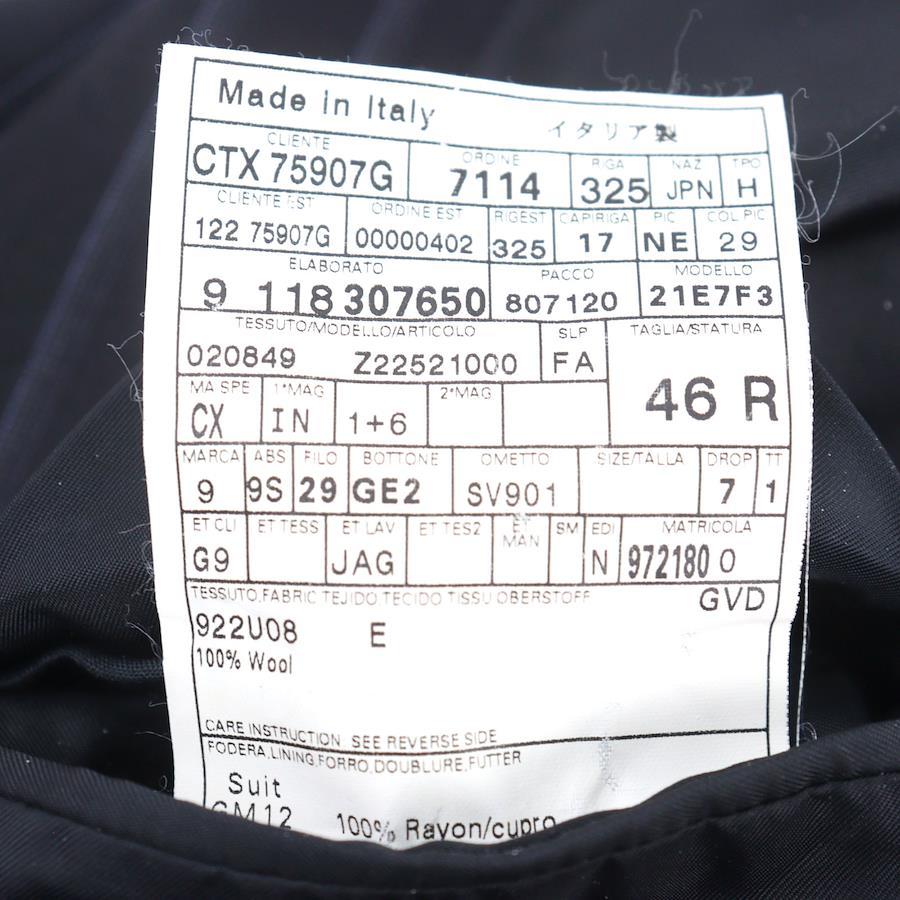 Made in Italy イタリア製
CLIENTE ORDINE RIGA NAZ TPO
CTX 75907G 7114 325 JPN H
CLIENTE EST ORDINE EST RIGEST CAPIRIGA PIC COL PIC
122 75907G 00000402 325 17 NE 29
ELABORATO PACCO MODELLO
9 118 307650 807120 21E7F3
TESSUTO/MODELLO/ARTICOLO SLP TAGLIA/STATURA
020849 Z22521000 FA 46 R
MA SPE 1°MAG 2°MAG
CX IN 1+6
MARCA ABS FILO BOTTONE OMETTO SIZE/TALLA DROP TT
9 9S 29 GE2 SV901 7 1
ET CLI ET TESS ET LAV ET TES2 ET MAN SM EDI MATRICOLA
G9 JAG N 972180 0
TESSUTO,FABRIC TEJIDO,TECIDO TISSU OBERSTOFF GVD
922U08 E
100% Wool
CARE INSTRUCTION SEE REVERSE SIDE
FODERA,LINING,FORRO,DOUBLURE,FUTTER
Suit
GM12 100% Rayon/cupro